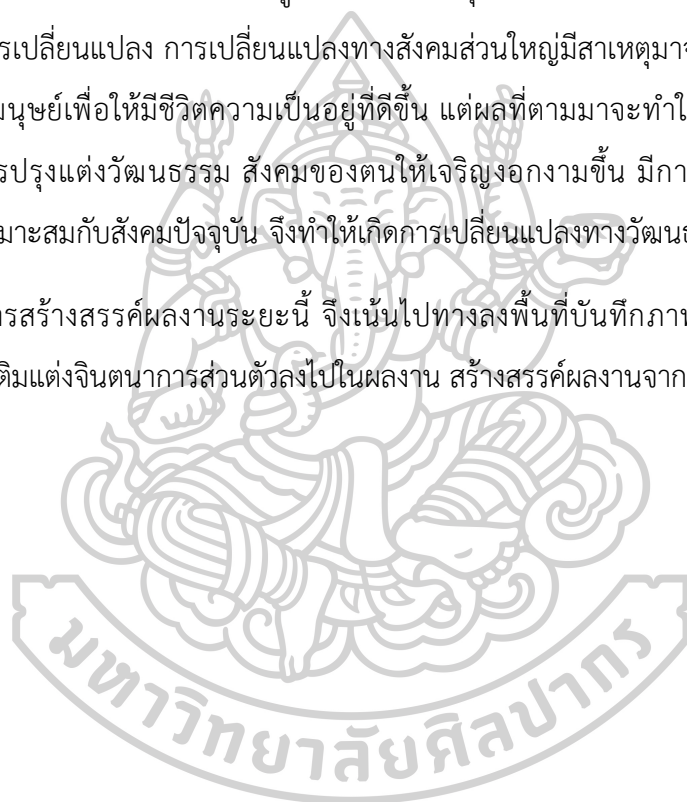 รเปลี่ยนแปลง การเปลี่ยนแปลงทางสังคมส่วนใหญ่มีสาเหตุมา
มนุษย์เพื่อให้มีชีวิตความเป็นอยู่ที่ดีขึ้น แต่ผลที่ตามมาจะทำใ
รปรุงแต่งวัฒนธรรม สังคมของตนให้เจริญงอกงามขึ้น มีกา
มาะสมกับสังคมปัจจุบัน จึงทำให้เกิดการเปลี่ยนแปลงทางวัฒน
รสร้างสรรค์ผลงานระยะนี้ จึงเน้นไปทางลงพื้นที่บันทึกภาพ
ติมแต่งจินตนาการส่วนตัวลงไปในผลงาน สร้างสรรค์ผลงานจาก
มหาวิทยาลัยศิลปากร